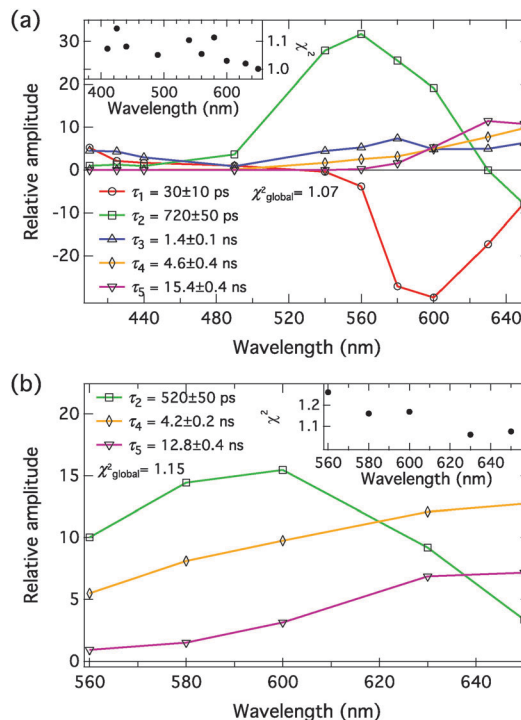 (a)
30
20
10
0
-10
-20
Relative amplitude
1.1
1.0
χ²
400 500 600
Wavelength (nm)
τ₁ = 30±10 ps
χ²global = 1.07
τ₂ = 720±50 ps
τ₃ = 1.4±0.1 ns
τ₄ = 4.6±0.4 ns
τ₅ = 15.4±0.4 ns
440 480 520 560 600 640
Wavelength (nm)
(b)
20
15
10
5
0
Relative amplitude
τ₂ = 520±50 ps
τ₄ = 4.2±0.2 ns
τ₅ = 12.8±0.4 ns
χ²global= 1.15
χ²
1.2
1.1
560 580 600 620 640
Wavelength (nm)
560 580 600 620 640
Wavelength (nm)